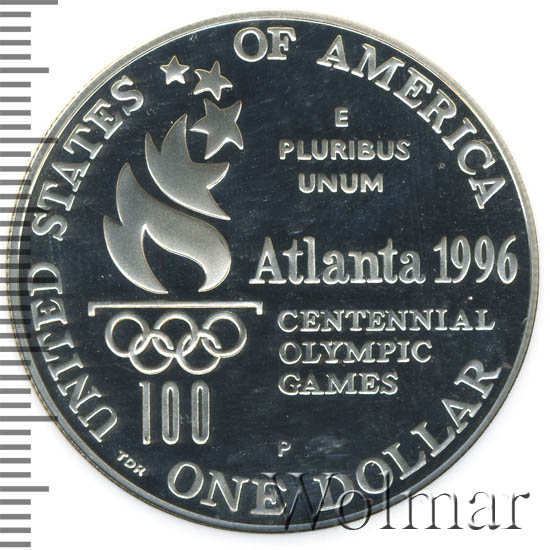 UNITED STATES OF AMERICA
E
PLURIBUS
UNUM
Atlanta 1996
CENTENNIAL
OLYMPIC
GAMES
100
P
TDR
ONE DOLLAR
Wolmar